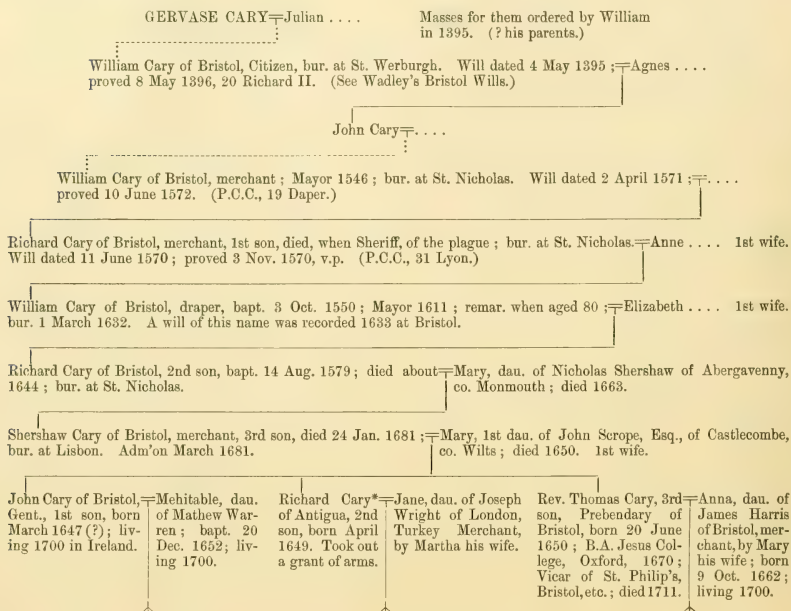 GERVASE CARY=Julian . . . .
Masses for them ordered by William
in 1395. (? his parents.)
William Cary of Bristol, Citizen, bur. at St. Werburgh. Will dated 4 May 1395 ;=Agnes . . . .
proved 8 May 1396, 20 Richard II. (See Wadley's Bristol Wills.)
John Cary=. . . .
William Cary of Bristol, merchant ; Mayor 1546 ; bur. at St. Nicholas. Will dated 2 April 1571 ;=. . . .
proved 10 June 1572. (P.C.C., 19 Daper.)
Richard Cary of Bristol, merchant, 1st son, died, when Sheriff, of the plague ; bur. at St. Nicholas.=Anne . . . . 1st wife.
Will dated 11 June 1570 ; proved 3 Nov. 1570, v.p. (P.C.C., 31 Lyon.)
William Cary of Bristol, draper, bapt. 3 Oct. 1550 ; Mayor 1611 ; remar. when aged 80 ;=Elizabeth . . . . 1st wife.
bur. 1 March 1632. A will of this name was recorded 1633 at Bristol.
Richard Cary of Bristol, 2nd son, bapt. 14 Aug. 1579 ; died about=Mary, dau. of Nicholas Shershaw of Abergavenny,
1644 ; bur. at St. Nicholas.
co. Monmouth ; died 1663.
Shershaw Cary of Bristol, merchant, 3rd son, died 24 Jan. 1681 ;=Mary, 1st dau. of John Scrope, Esq., of Castlecombe,
bur. at Lisbon. Adm'on March 1681.
co. Wilts ; died 1650. 1st wife.
John Cary of Bristol,=
Gent., 1st son, born
March 1647 (?) ; liv-
ing 1700 in Ireland.
Mehitable, dau.
of Mathew War-
ren ; bapt. 20
Dec. 1652; liv-
ing 1700.
Richard Cary*=
of Antigua, 2nd
son, born April
1649. Took out
a grant of arms.
Jane, dau. of Joseph
Wright of London,
Turkey Merchant,
by Martha his wife.
Rev. Thomas Cary, 3rd=
son, Prebendary of
Bristol, born 20 June
1650 ; B.A. Jesus Col-
lege, Oxford, 1670 ;
Vicar of St. Philip's,
Bristol, etc. ; died 1711.
Anna, dau. of
James Harris
of Bristol, mer-
chant, by Mary
his wife ; born
9 Oct. 1662 ;
living 1700.